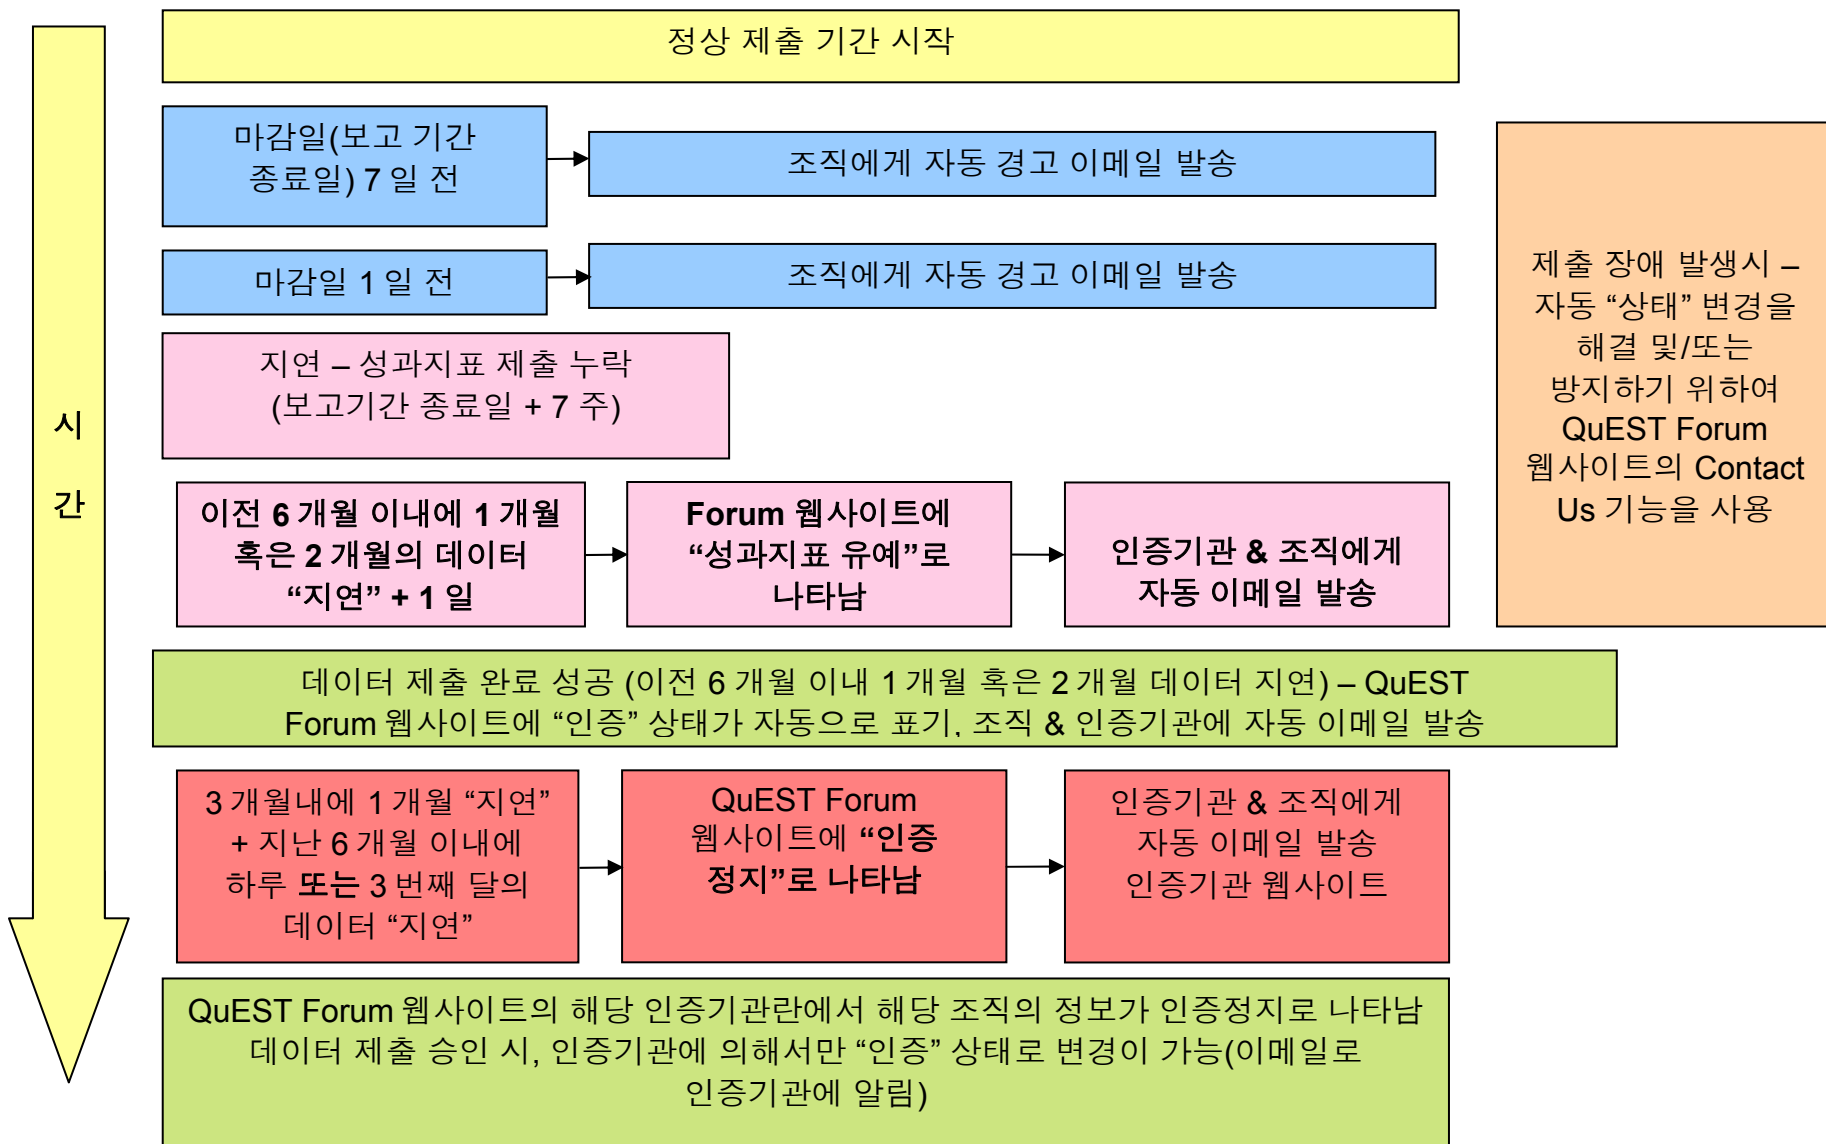 정상 제출 기간 시작
마감일(보고 기간
종료일) 7 일 전
조직에게 자동 경고 이메일 발송
마감일 1 일 전
조직에게 자동 경고 이메일 발송
지연 – 성과지표 제출 누락
(보고기간 종료일 + 7 주)
시
간
이전 6 개월 이내에 1 개월
혹은 2 개월의 데이터
“지연” + 1 일
Forum 웹사이트에
“성과지표 유예”로
나타남
인증기관 & 조직에게
자동 이메일 발송
제출 장애 발생시 –
자동 “상태” 변경을
해결 및/또는
방지하기 위하여
QuEST Forum
웹사이트의 Contact
Us 기능을 사용
데이터 제출 완료 성공 (이전 6 개월 이내 1 개월 혹은 2 개월 데이터 지연) – QuEST
Forum 웹사이트에 “인증” 상태가 자동으로 표기, 조직 & 인증기관에 자동 이메일 발송
3 개월내에 1 개월 “지연”
+ 지난 6 개월 이내에
하루 또는 3 번째 달의
데이터 “지연”
QuEST Forum
웹사이트에 “인증
정지”로 나타남
인증기관 & 조직에게
자동 이메일 발송
인증기관 웹사이트
QuEST Forum 웹사이트의 해당 인증기관란에서 해당 조직의 정보가 인증정지로 나타남
데이터 제출 승인 시, 인증기관에 의해서만 “인증” 상태로 변경이 가능(이메일로
인증기관에 알림)